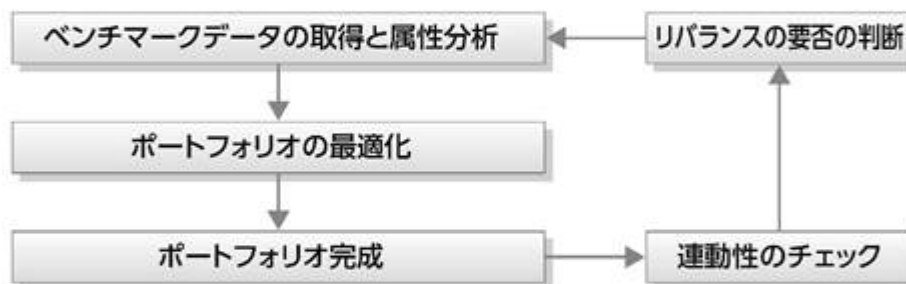 ベンチマークデータの取得と属性分析
リバランスの要否の判断
ポートフォリオの最適化
ポートフォリオ完成
連動性のチェック